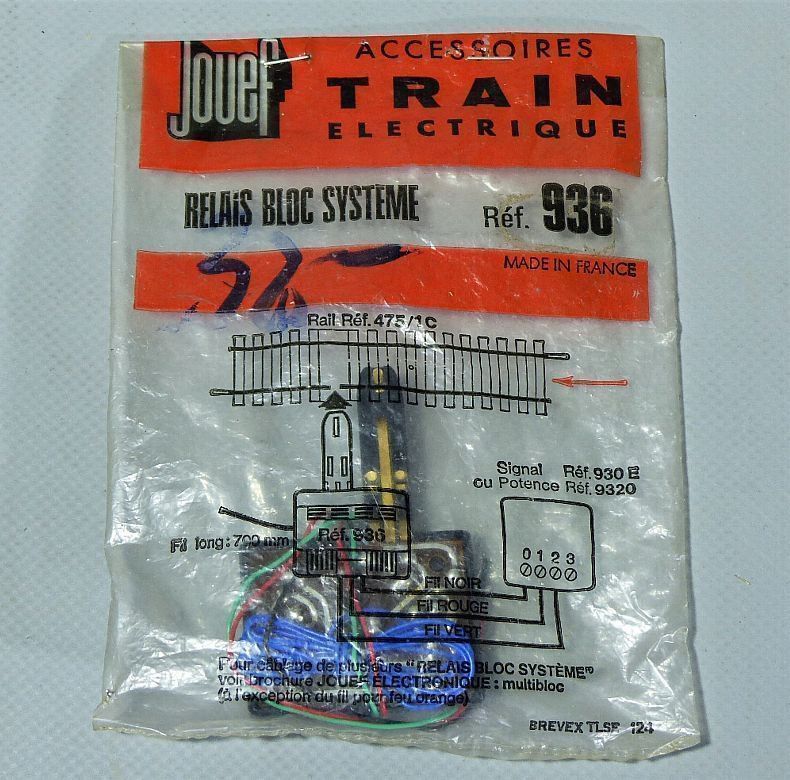 Jouef
ACCESSOIRES
TRAIN
ELECTRIQUE
RELAIS BLOC SYSTÈME
Réf. 936
MADE IN FRANCE
Rail Réf. 475/1C
Signal Réf. 930 E
ou Potence Réf. 9320
Fil long : 700 mm
Réf. 936
0 1 2 3
Fil NOIR
Fil ROUGE
Fil VERT
Pour câblage de plusieurs "RELAIS BLOC SYSTÈME"
voir brochure JOUEF ÉLECTRONIQUE : multibloc
(à l'exception du fil pour feu orange)
BREVEX TLSE 124